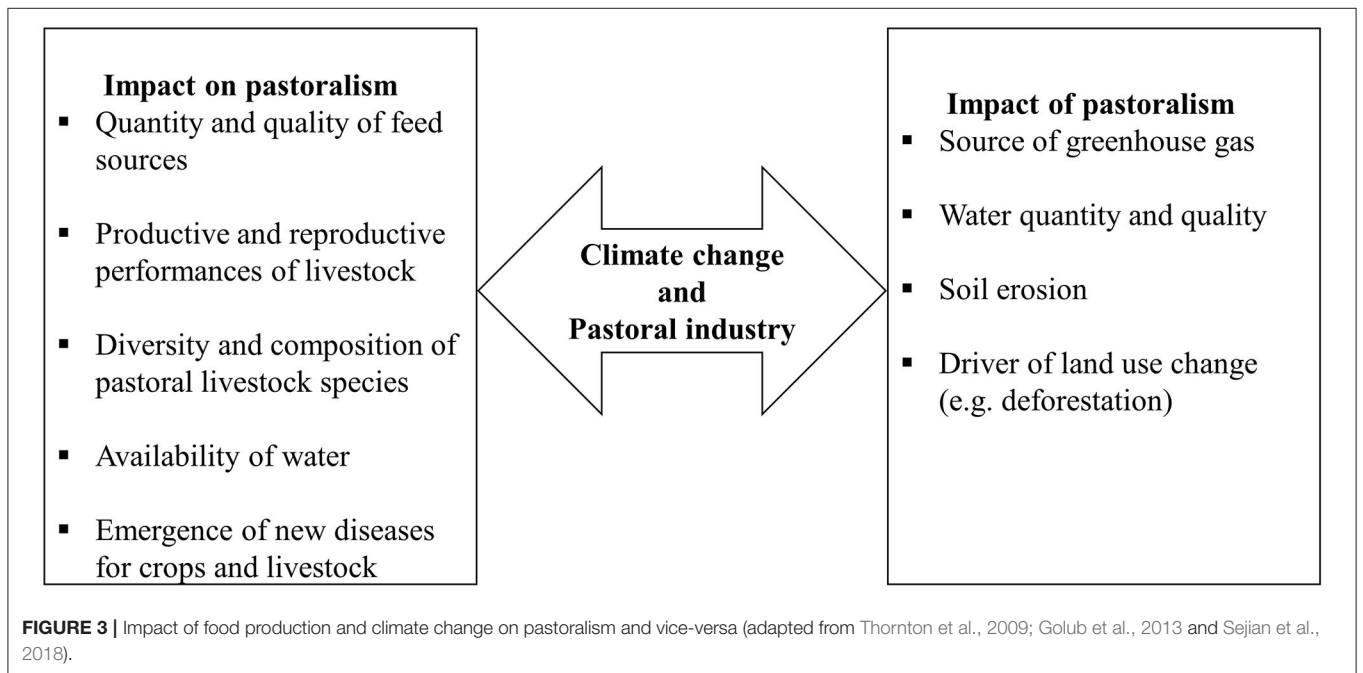 Impact on pastoralism
▪ Quantity and quality of feed
sources
▪ Productive and reproductive
performances of livestock
▪ Diversity and composition of
pastoral livestock species
▪ Availability of water
▪ Emergence of new diseases
for crops and livestock
Climate change
and
Pastoral industry
Impact of pastoralism
▪ Source of greenhouse gas
▪ Water quantity and quality
▪ Soil erosion
▪ Driver of land use change
(e.g. deforestation)
FIGURE 3 | Impact of food production and climate change on pastoralism and vice-versa (adapted from Thornton et al., 2009; Golub et al., 2013 and Sejian et al.,
2018).